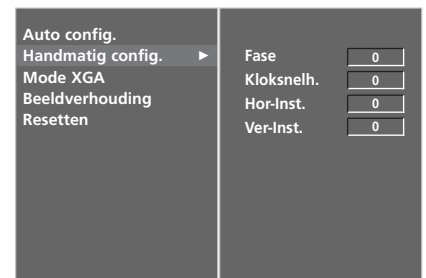 Auto config.
Handmatig config. ►
Mode XGA
Beeldverhouding
Resetten
Fase 0
Kloksnelh. 0
Hor-Inst. 0
Ver-Inst. 0